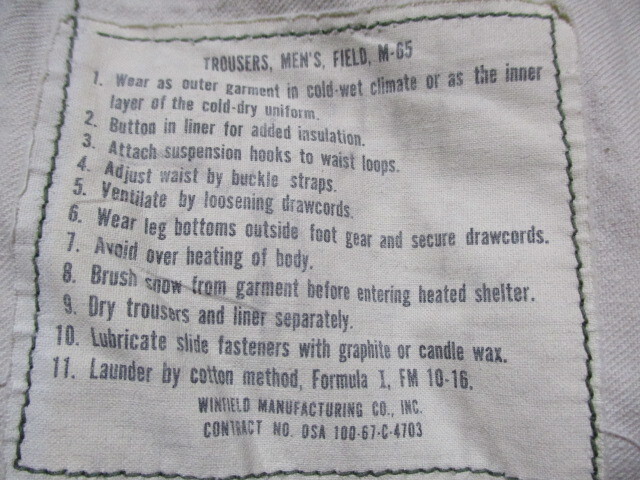 TROUSERS, MEN'S, FIELD, M-65
1. Wear as outer garment in cold-wet climate or as the inner
layer of the cold-dry uniform.
2. Button in liner for added insulation.
3. Attach suspension hooks to waist loops.
4. Adjust waist by buckle straps.
5. Ventilate by loosening drawcords.
6. Wear leg bottoms outside foot gear and secure drawcords.
7. Avoid over heating of body.
8. Brush snow from garment before entering heated shelter.
9. Dry trousers and liner separately.
10. Lubricate slide fasteners with graphite or candle wax.
11. Launder by cotton method, Formula I, FM 10-16.
WINFIELD MANUFACTURING CO., INC.
CONTRACT NO. DSA 100-67-C-4703